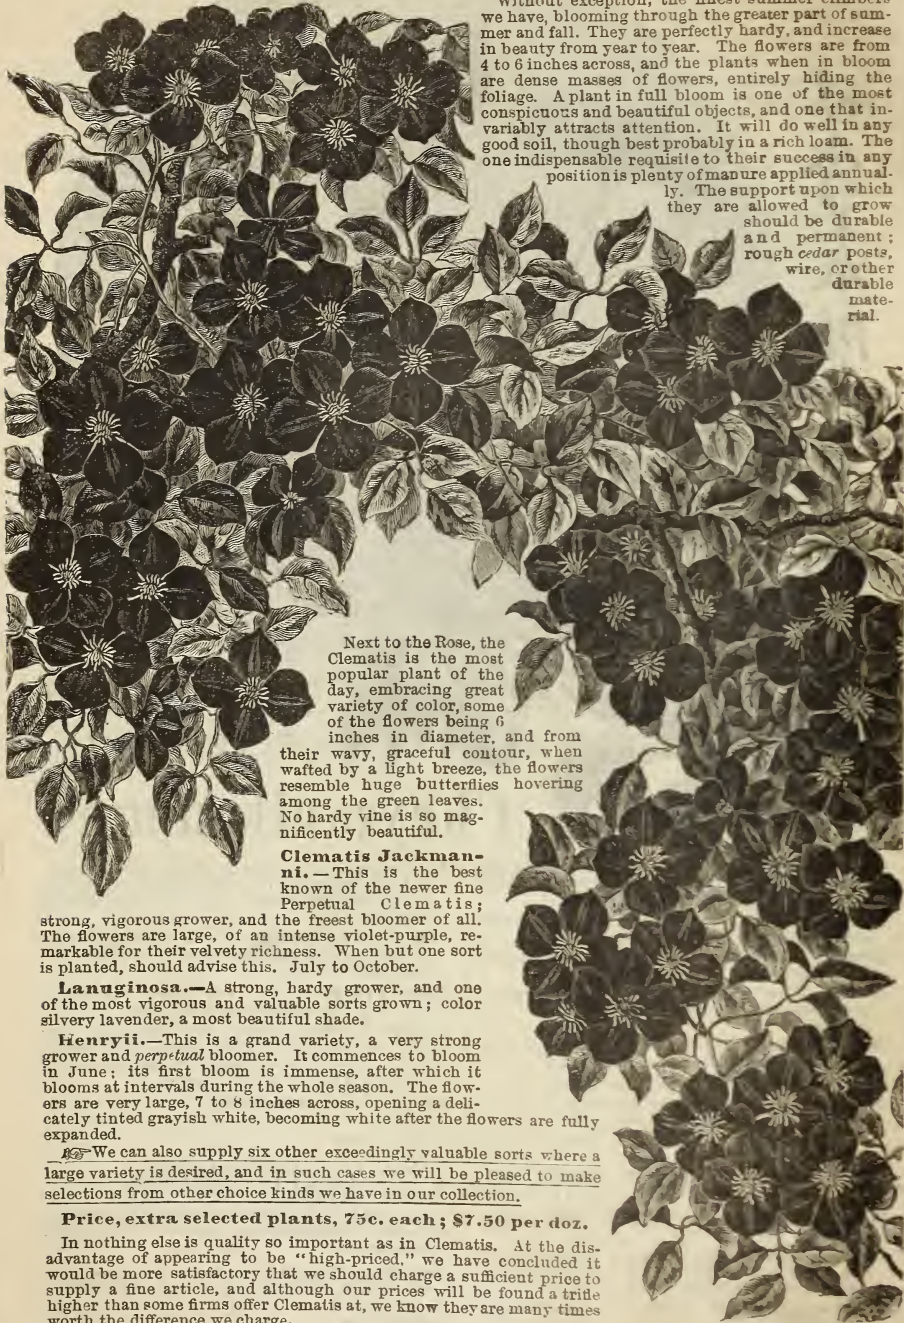 Without exception, the finest summer climbers
we have, blooming through the greater part of sum-
mer and fall. They are perfectly hardy, and increase
in beauty from year to year. The flowers are from
4 to 6 inches across, and the plants when in bloom
are dense masses of flowers, entirely hiding the
foliage. A plant in full bloom is one of the most
conspicuous and beautiful objects, and one that in-
variably attracts attention. It will do well in any
good soil, though best probably in a rich loam. The
one indispensable requisite to their success in any
position is plenty of manure applied annual-
ly. The support upon which
they are allowed to grow
should be durable
and permanent;
rough cedar posts,
wire, or other
durable
mate-
rial.
Next to the Rose, the
Clematis is the most
popular plant of the
day, embracing great
variety of color, some
of the flowers being 6
inches in diameter, and from
their wavy, graceful contour, when
wafted by a light breeze, the flowers
resemble huge butterflies hovering
among the green leaves.
No hardy vine is so mag-
nificently beautiful.
Clematis Jackman-
ni.—This is the best
known of the newer fine
Perpetual Clematis;
strong, vigorous grower, and the freest bloomer of all.
The flowers are large, of an intense violet-purple, re-
markable for their velvety richness. When but one sort
is planted, should advise this. July to October.
Lanuginosa.—A strong, hardy grower, and one
of the most vigorous and valuable sorts grown; color
silvery lavender, a most beautiful shade.
Henryii.—This is a grand variety, a very strong
grower and perpetual bloomer. It commences to bloom
in June; its first bloom is immense, after which it
blooms at intervals during the whole season. The flow-
ers are very large, 7 to 8 inches across, opening a deli-
cately tinted grayish white, becoming white after the flowers are fully
expanded.
☞We can also supply six other exceedingly valuable sorts where a
large variety is desired, and in such cases we will be pleased to make
selections from other choice kinds we have in our collection.
Price, extra selected plants, 75c. each; $7.50 per doz.
In nothing else is quality so important as in Clematis. At the dis-
advantage of appearing to be "high-priced," we have concluded it
would be more satisfactory that we should charge a sufficient price to
supply a fine article, and although our prices will be found a trifle
higher than some firms offer Clematis at, we know they are many times
worth the difference we charge.